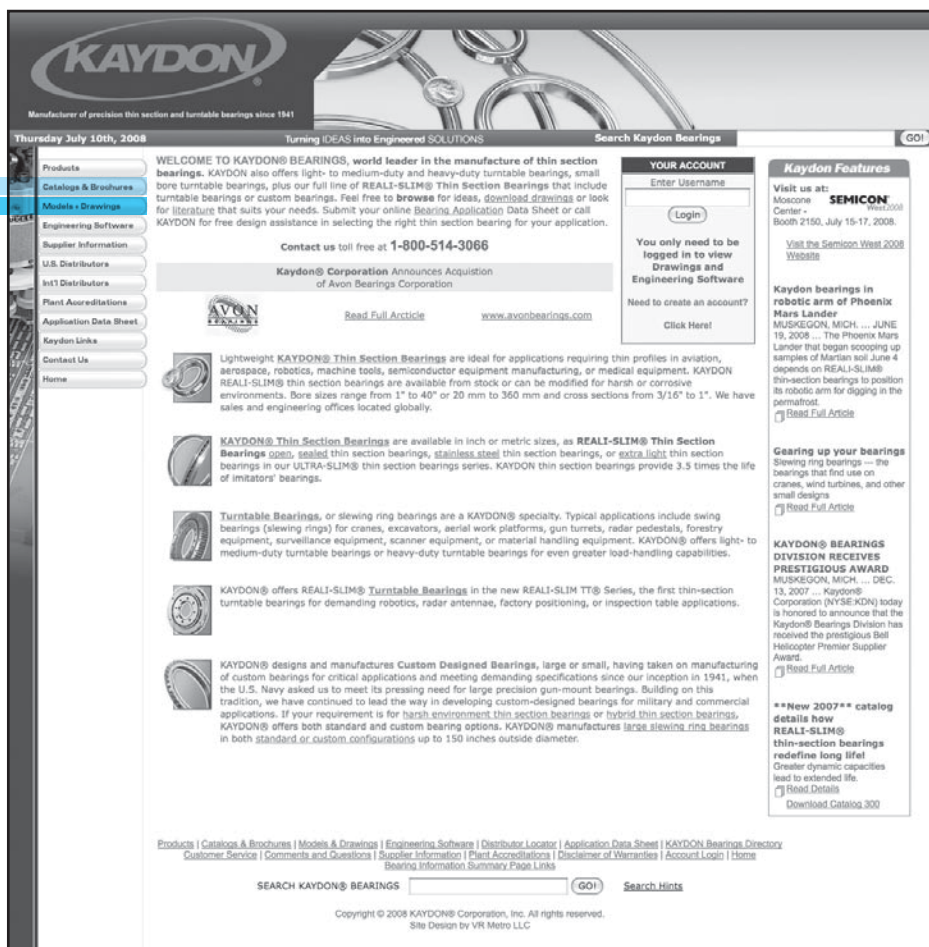 KAYDON®
Manufacturer of precision thin section and turntable bearings since 1941
Thursday July 10th, 2008
Turning IDEAS into Engineered SOLUTIONS
Search Kaydon Bearings
GO!
Products
Catalogs & Brochures
Models + Drawings
Engineering Software
Supplier Information
U.S. Distributors
Int'l Distributors
Plant Accreditations
Application Data Sheet
Kaydon Links
Contact Us
Home
WELCOME TO KAYDON® BEARINGS, world leader in the manufacture of thin section
bearings. KAYDON also offers light- to medium-duty and heavy-duty turntable bearings, small
bore turntable bearings, plus our full line of REALI-SLIM® Thin Section Bearings that include
turntable bearings or custom bearings. Feel free to browse for ideas, download drawings or look
for literature that suits your needs. Submit your online Bearing Application Data Sheet or call
KAYDON for free design assistance in selecting the right thin section bearing for your application.
Contact us toll free at 1-800-514-3066
Kaydon® Corporation Announces Acquistion
of Avon Bearings Corporation
AVON
BEARINGS
Read Full Arcticle
www.avonbearings.com
YOUR ACCOUNT
Enter Username
Login
You only need to be
logged in to view
Drawings and
Engineering Software
Need to create an account?
Click Here!
Lightweight KAYDON® Thin Section Bearings are ideal for applications requiring thin profiles in aviation,
aerospace, robotics, machine tools, semiconductor equipment manufacturing, or medical equipment. KAYDON
REALI-SLIM® thin section bearings are available from stock or can be modified for harsh or corrosive
environments. Bore sizes range from 1" to 40" or 20 mm to 360 mm and cross sections from 3/16" to 1". We have
sales and engineering offices located globally.
KAYDON® Thin Section Bearings are available in inch or metric sizes, as REALI-SLIM® Thin Section
Bearings open, sealed thin section bearings, stainless steel thin section bearings, or extra light thin section
bearings in our ULTRA-SLIM® thin section bearings series. KAYDON thin section bearings provide 3.5 times the life
of imitators' bearings.
Turntable Bearings, or slewing ring bearings are a KAYDON® specialty. Typical applications include swing
bearings (slewing rings) for cranes, excavators, aerial work platforms, gun turrets, radar pedestals, forestry
equipment, surveillance equipment, scanner equipment, or material handling equipment. KAYDON® offers light- to
medium-duty turntable bearings or heavy-duty turntable bearings for even greater load-handling capabilities.
KAYDON® offers REALI-SLIM® Turntable Bearings in the new REALI-SLIM TT® Series, the first thin-section
turntable bearings for demanding robotics, radar antennae, factory positioning, or inspection table applications.
KAYDON® designs and manufactures Custom Designed Bearings, large or small, having taken on manufacturing
of custom bearings for critical applications and meeting demanding specifications since our inception in 1941, when
the U.S. Navy asked us to meet its pressing need for large precision gun-mount bearings. Building on this
tradition, we have continued to lead the way in developing custom-designed bearings for military and commercial
applications. If your requirement is for harsh environment thin section bearings or hybrid thin section bearings,
KAYDON® offers both standard and custom bearing options. KAYDON® manufactures large slewing ring bearings
in both standard or custom configurations up to 150 inches outside diameter.
Kaydon Features
Visit us at:
Moscone
Center -
SEMICON®
West2008
Booth 2150, July 15-17, 2008.
Visit the Semicon West 2008
Website
Kaydon bearings in
robotic arm of Phoenix
Mars Lander
MUSKEGON, MICH. ... JUNE
19, 2008 ... The Phoenix Mars
Lander that began scooping up
samples of Martian soil June 4
depends on REALI-SLIM®
thin-section bearings to position
its robotic arm for digging in the
permafrost.
Read Full Article
Gearing up your bearings
Slewing ring bearings — the
bearings that find use on
cranes, wind turbines, and other
small designs
Read Full Article
KAYDON® BEARINGS
DIVISION RECEIVES
PRESTIGIOUS AWARD
MUSKEGON, MICH. ... DEC.
13, 2007 ... Kaydon®
Corporation (NYSE:KDN) today
is honored to announce that the
Kaydon® Bearings Division has
received the prestigious Bell
Helicopter Premier Supplier
Award.
Read Full Article
**New 2007** catalog
details how
REALI-SLIM®
thin-section bearings
redefine long life!
Greater dynamic capacities
lead to extended life.
Read Details
Download Catalog 300
Products | Catalogs & Brochures | Models & Drawings | Engineering Software | Distributor Locator | Application Data Sheet | KAYDON Bearings Directory
Customer Service | Comments and Questions | Supplier Information | Plant Accreditations | Disclaimer of Warranties | Account Login | Home
Bearing Information Summary Page Links
SEARCH KAYDON® BEARINGS
GO!
Search Hints
Copyright © 2008 KAYDON® Corporation, Inc. All rights reserved.
Site Design by VR Metro LLC